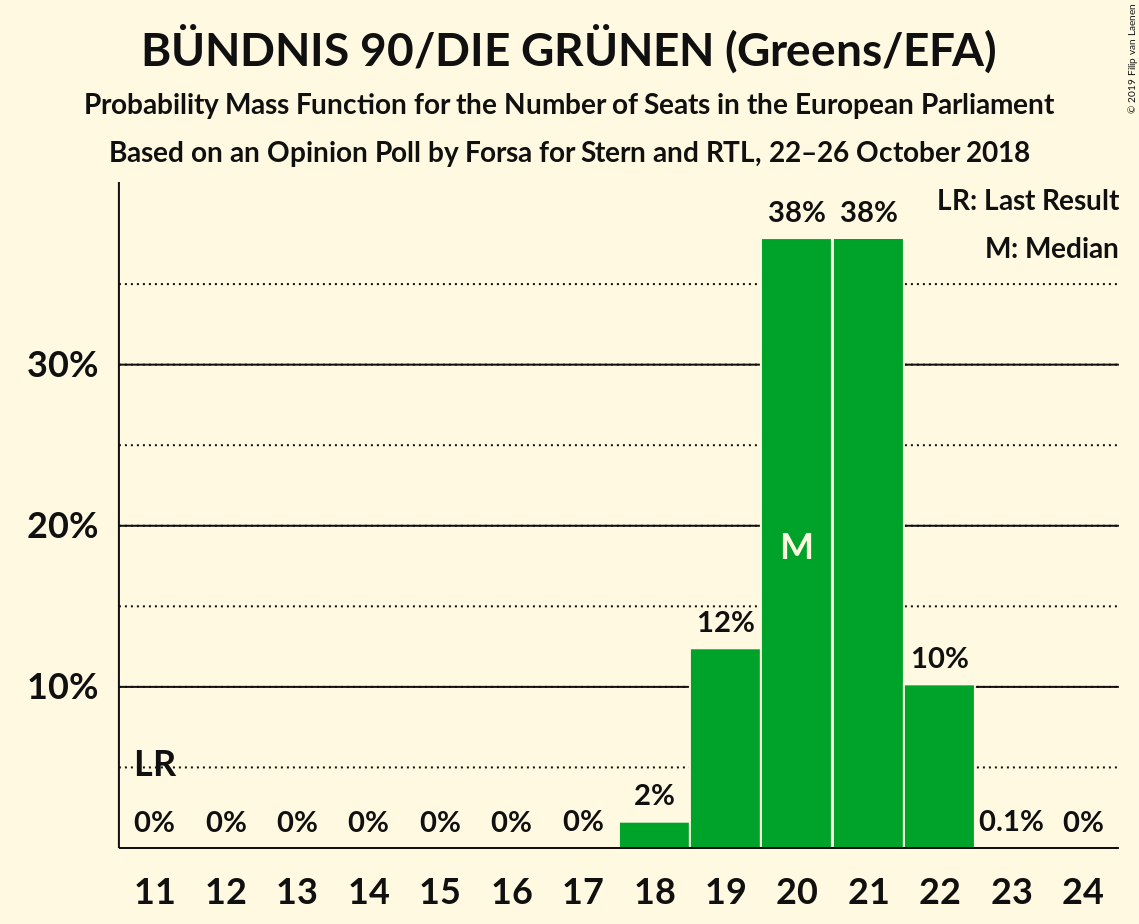 BÜNDNIS 90/DIE GRÜNEN (Greens/EFA)
Probability Mass Function for the Number of Seats in the European Parliament
Based on an Opinion Poll by Forsa for Stern and RTL, 22–26 October 2018
© 2019 Filip van Laenen
LR: Last Result
M: Median
38% 38%
30%
20%
M
12%
10%
10%
LR
2%
0% 0% 0% 0% 0% 0% 0% 0.1% 0%
11 12 13 14 15 16 17 18 19 20 21 22 23 24